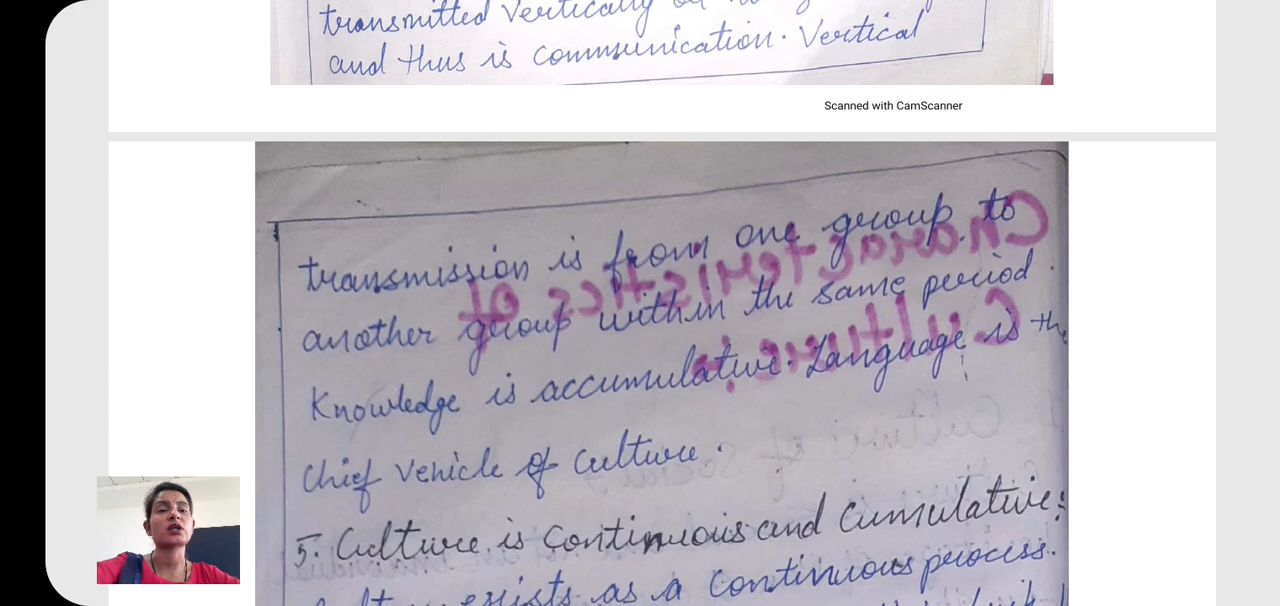 transmitted Vertically
and thus is communication. Vertical
Scanned with CamScanner
transmission is from one group to
another group within the same period.
Knowledge is accumulative. Language is the
Chief Vehicle of Culture.
5. Culture is Continuous and Cumulative:
exists as a continuous process.